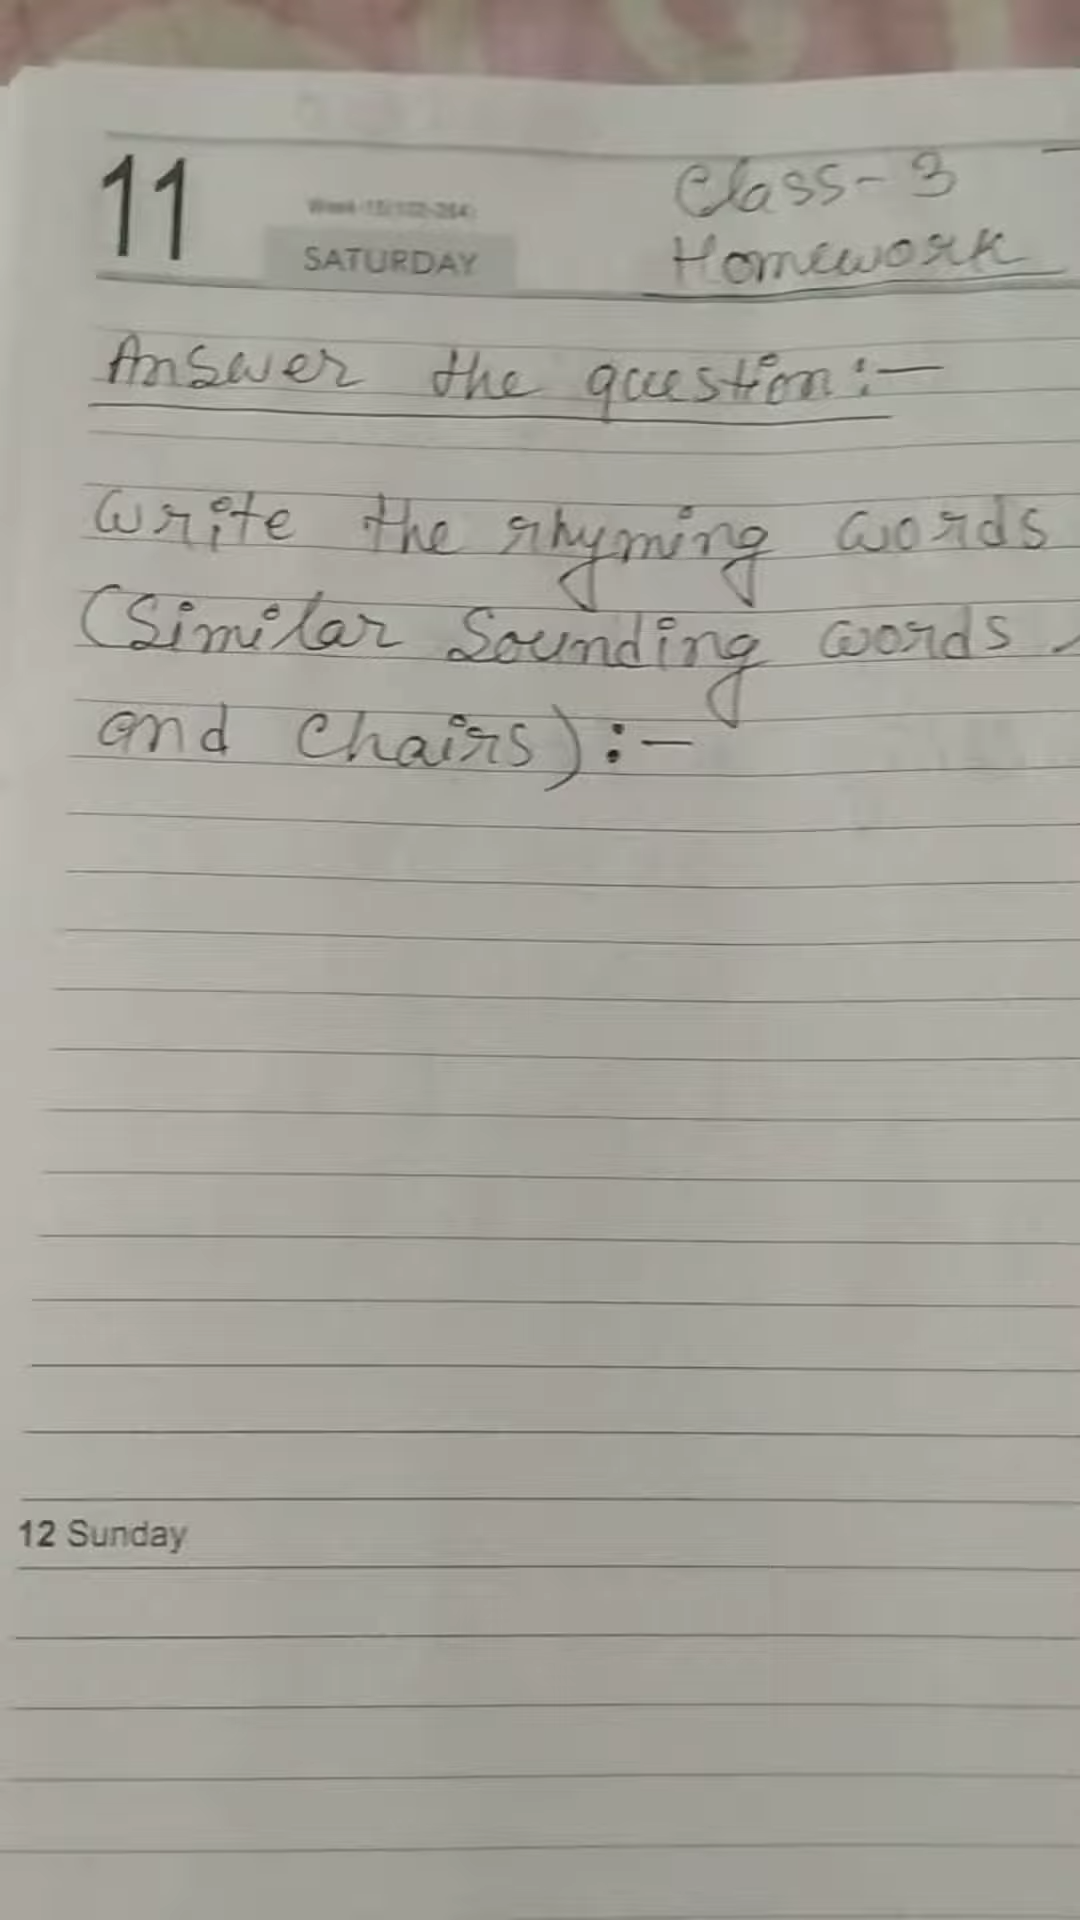 11
SATURDAY
Class-3
Homework
Answer the question:-
write the rhyming words
(Similar Sounding words
and Chairs):-
12 Sunday